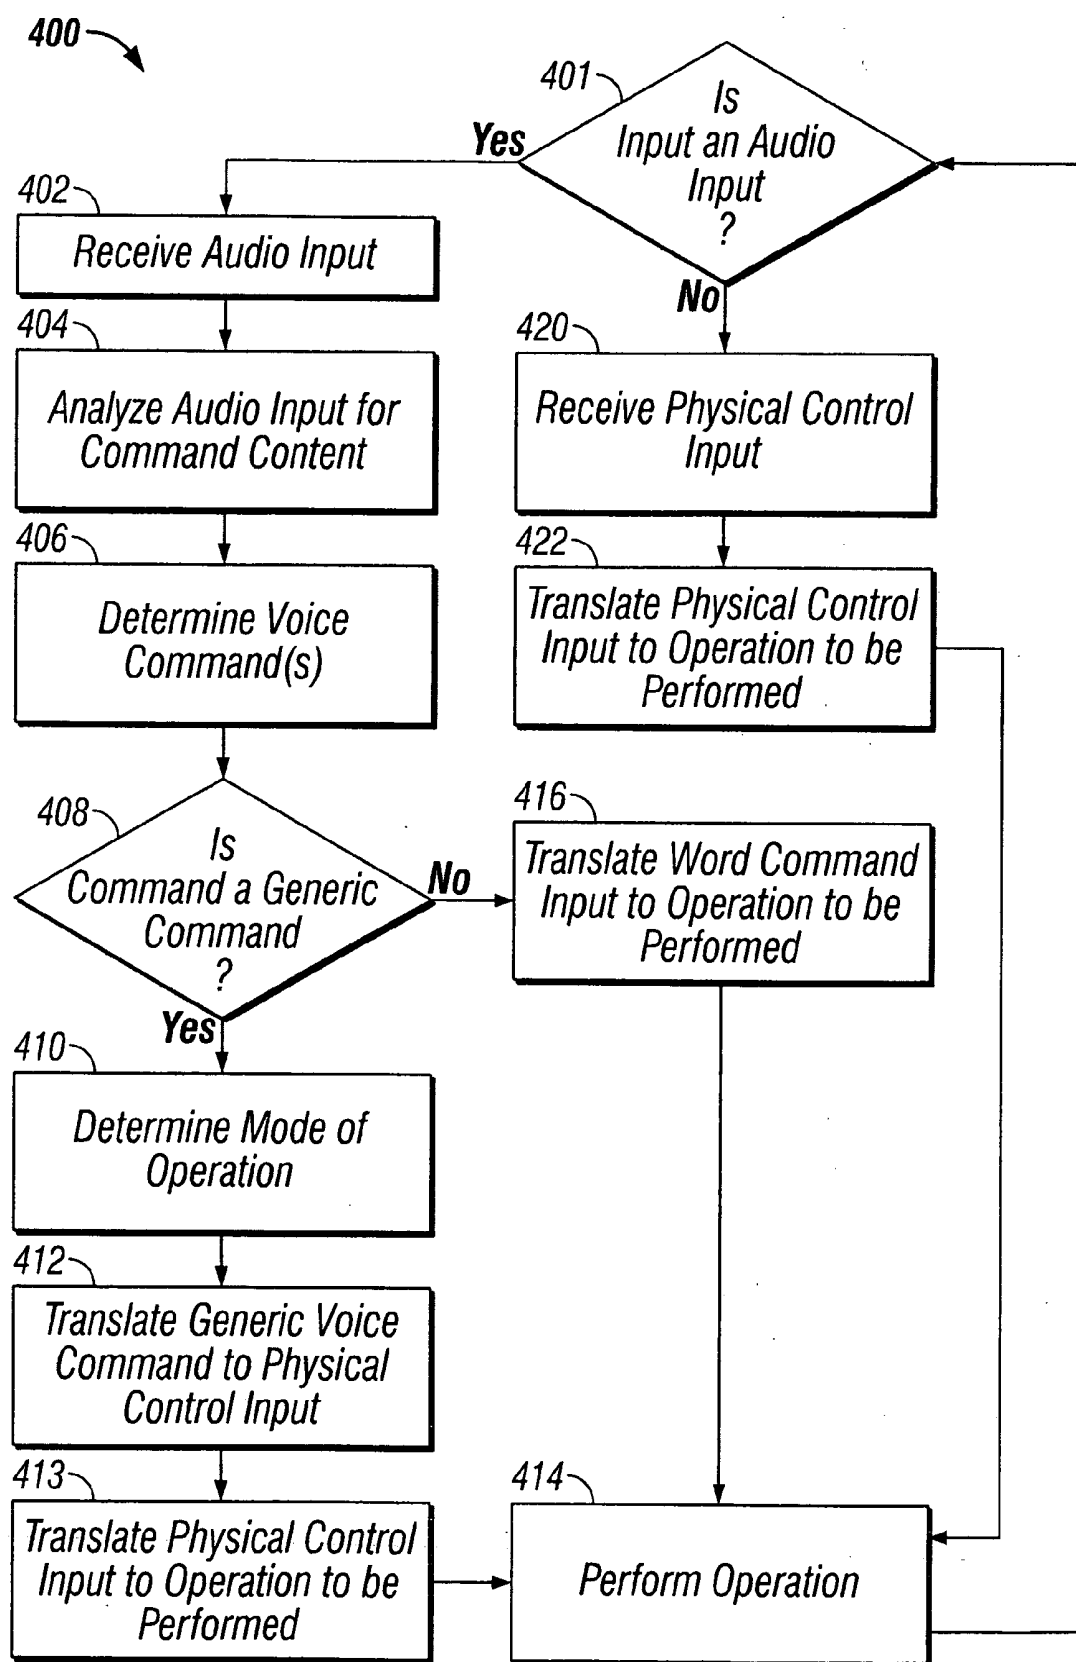 400
401
Is
Input an Audio
Input
?
Yes
No
402
Receive Audio Input
404
Analyze Audio Input for
Command Content
406
Determine Voice
Command(s)
408
Is
Command a Generic
Command
?
No
Yes
410
Determine Mode of
Operation
412
Translate Generic Voice
Command to Physical
Control Input
413
Translate Physical Control
Input to Operation to be
Performed
420
Receive Physical Control
Input
422
Translate Physical Control
Input to Operation to be
Performed
416
Translate Word Command
Input to Operation to be
Performed
414
Perform Operation